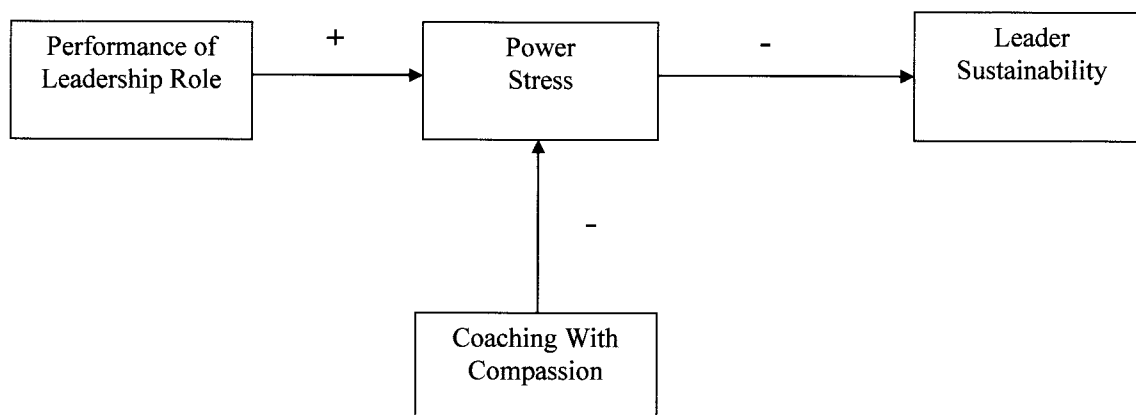 Performance of
Leadership Role
+
Power
Stress
-
Leader
Sustainability
-
Coaching With
Compassion